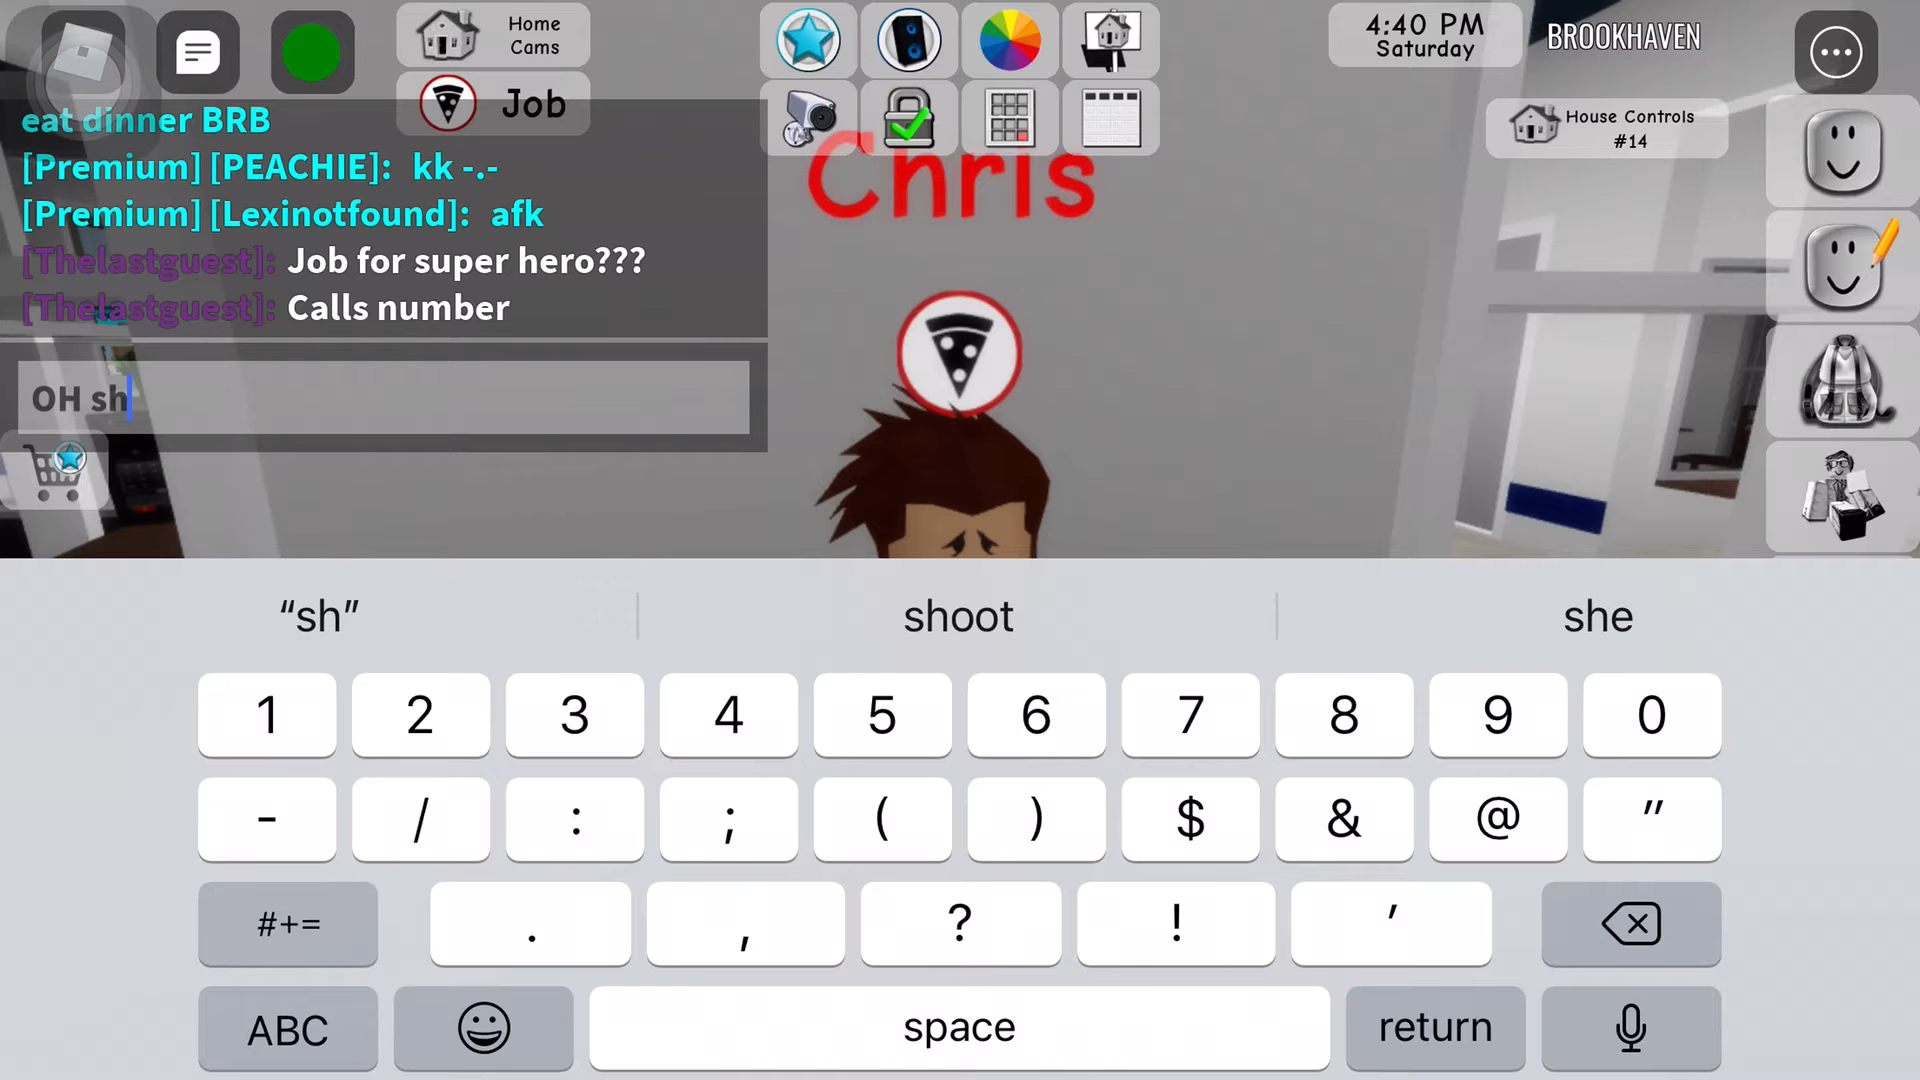 Home
Cams
Job
4:40 PM
Saturday
BROOKHAVEN
House Controls
#14
eat dinner BRB
[Premium] [PEACHIE]: kk -.-
[Premium] [Lexinotfound]: afk
[Thelastguest]: Job for super hero???
[Thelastguest]: Calls number
OH sh
Chris
“sh”
shoot
she
1 2 3 4 5 6 7 8 9 0
- / : ; ( ) $ & @ "
#+= . , ? ! '
ABC space return